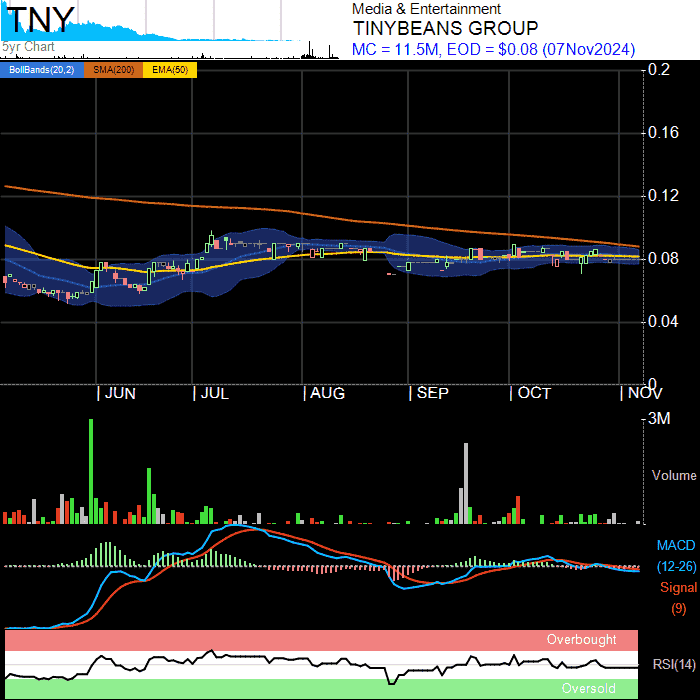 TNY
5yr Chart
Media & Entertainment
TINYBEANS GROUP
MC = 11.5M, EOD = $0.08 (07Nov2024)
BollBands(20,2) SMA(200) EMA(50)
0.2
0.16
0.12
0.08
0.04
0
JUN JUL AUG SEP OCT NOV
3M
Volume
MACD
(12-26)
Signal
(9)
Overbought
RSI(14)
Oversold